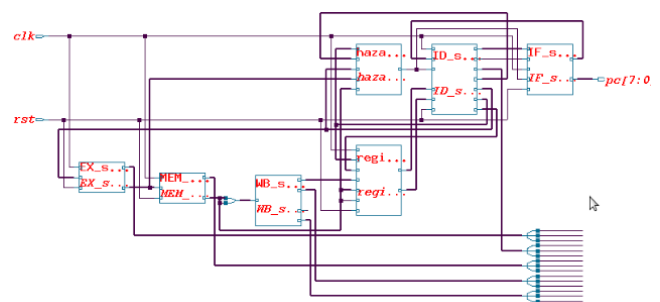 clk
haza...
haza...
ID_s...
ID_s...
IF_s...
IF_s...
pc[7:0]
rst
EX_s...
EX_s...
MEM_...
MEM_...
WB_s...
WB_s...
regi...
regi...